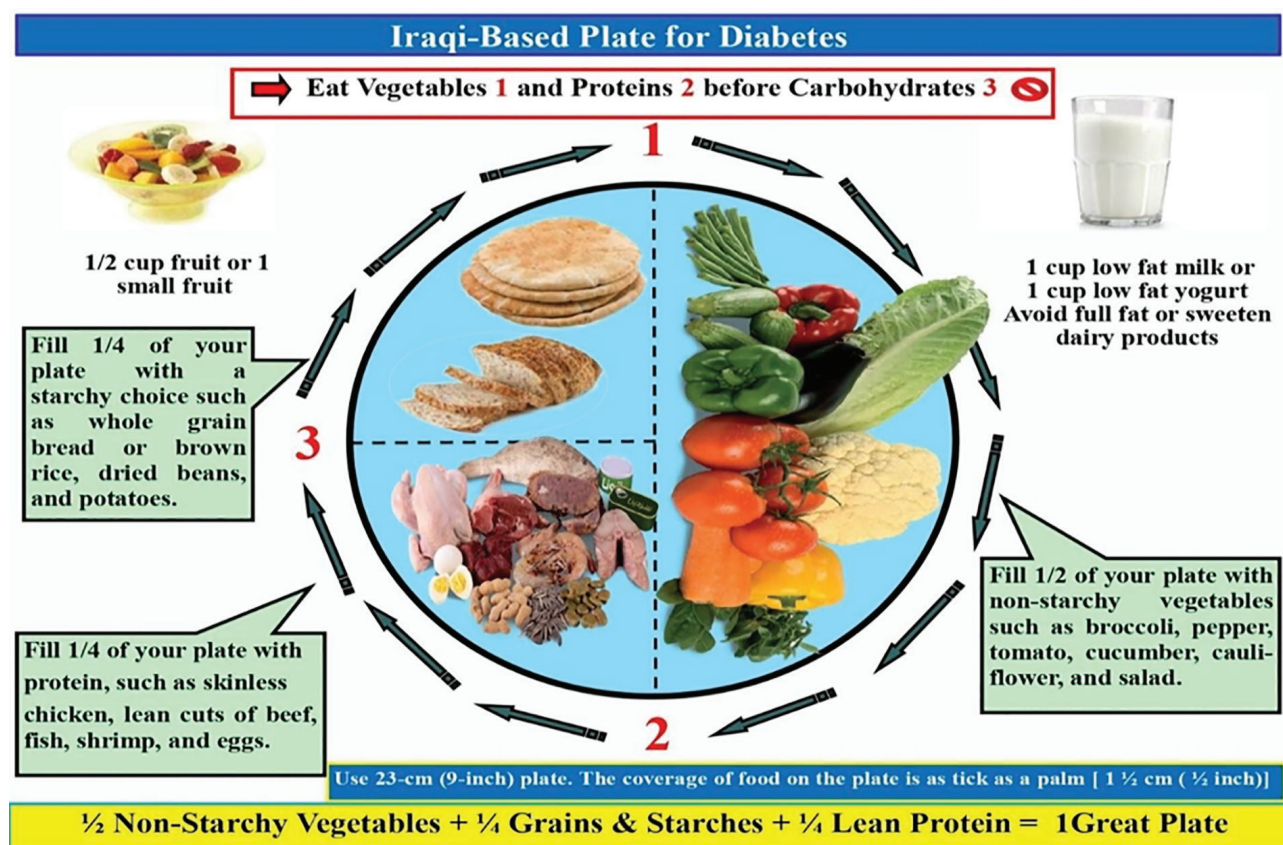 Iraqi-Based Plate for Diabetes
Eat Vegetables 1 and Proteins 2 before Carbohydrates 3
1
1/2 cup fruit or 1
small fruit
1 cup low fat milk or
1 cup low fat yogurt
Avoid full fat or sweeten
dairy products
Fill 1/4 of your
plate with a
starchy choice such
as whole grain
bread or brown
rice, dried beans,
and potatoes.
3
Fill 1/2 of your plate with
non-starchy vegetables
such as broccoli, pepper,
tomato, cucumber, cauli-
flower, and salad.
Fill 1/4 of your plate with
protein, such as skinless
chicken, lean cuts of beef,
fish, shrimp, and eggs.
2
Use 23-cm (9-inch) plate. The coverage of food on the plate is as tick as a palm [ 1 ½ cm ( ½ inch)]
½ Non-Starchy Vegetables + ¼ Grains & Starches + ¼ Lean Protein = 1Great Plate